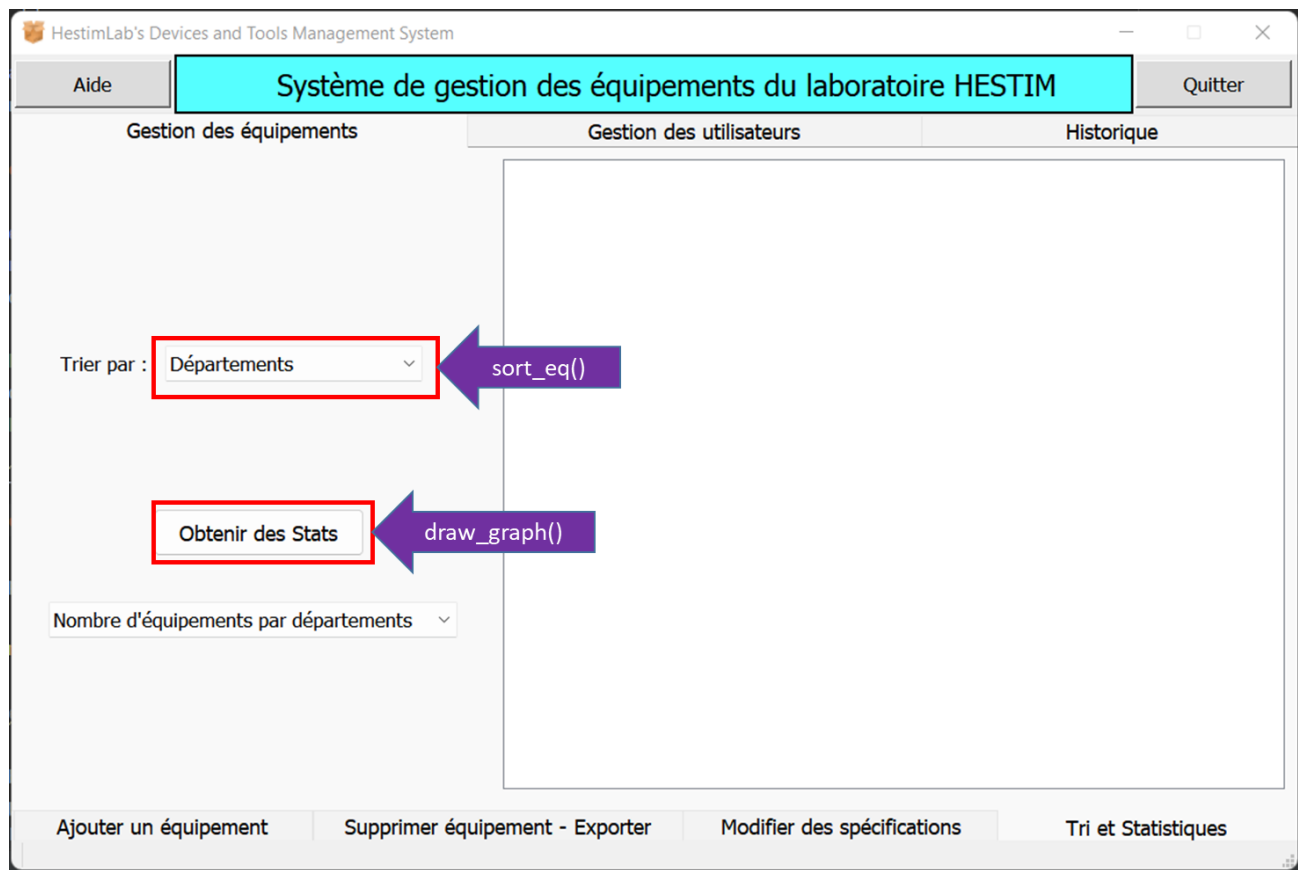 HestimLab's Devices and Tools Management System
Aide
Système de gestion des équipements du laboratoire HESTIM
Quitter
Gestion des équipements
Gestion des utilisateurs
Historique
Trier par :
Départements
sort_eq()
Obtenir des Stats
draw_graph()
Nombre d'équipements par départements
Ajouter un équipement
Supprimer équipement - Exporter
Modifier des spécifications
Tri et Statistiques